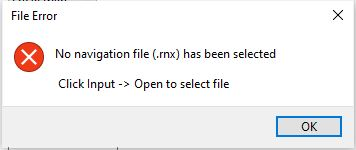 File Error
No navigation file (.rnx) has been selected
Click Input -> Open to select file
OK